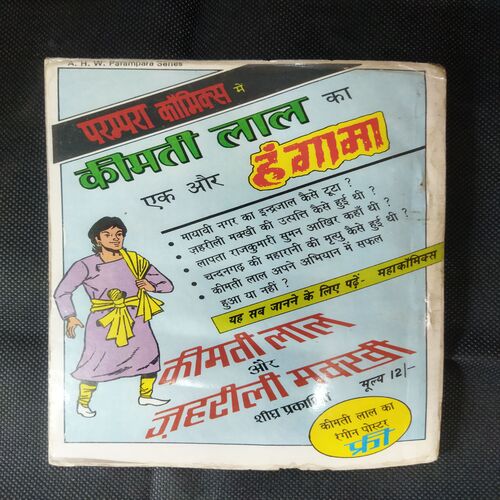 A. H. W. Parampara Series
परम्परा कॉमिक्स में
कीमती लाल का
एक और हंगामा
• मायावी नगर का इन्द्रजाल कैसे टूटा ?
• ज़हरीली मक्खी की उत्पत्ति कैसे हुई थी ?
• लापता राजकुमारी सुमन आखिर कहाँ थी ?
• चन्दनगढ़ की महारानी की मृत्यु कैसे हुई थी ?
• कीमती लाल अपने अभियान में सफल
हुआ या नहीं ?
यह सब जानने के लिए पढ़ें- महाकॉमिक्स
कीमती लाल
और
ज़हरीली मक्खी
शीघ्र प्रकाशित
मूल्य 12/-
कीमती लाल का
रंगीन पोस्टर
फ्री